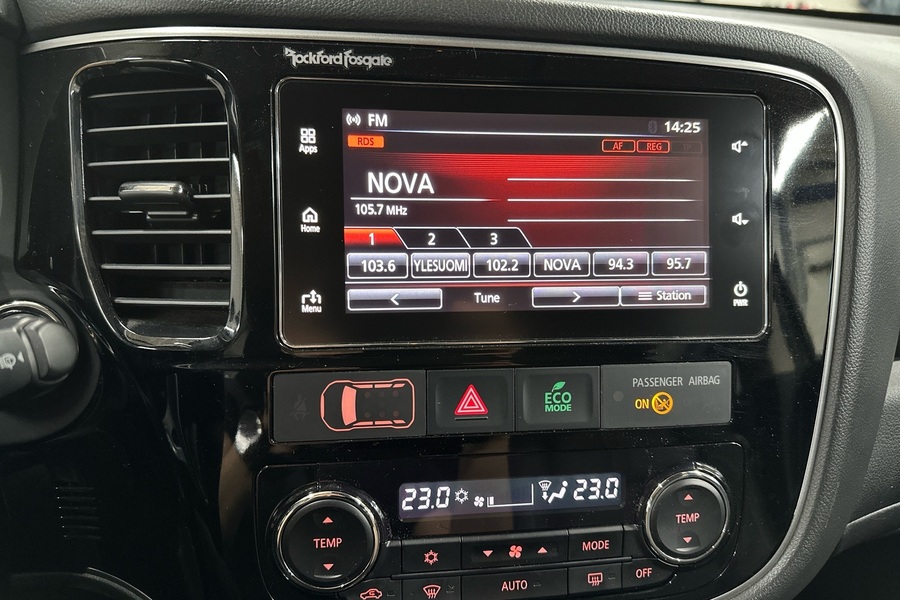 Rockford Fosgate
FM 14:25
RDS AF REG
Apps
NOVA
105.7 MHz
Home
1 2 3
103.6 YLESUOMI 102.2 NOVA 94.3 95.7
< Tune > Station
Menu
PWR
ECO
MODE
PASSENGER AIRBAG
ON
23.0 23.0
TEMP
TEMP
MODE
AUTO
OFF